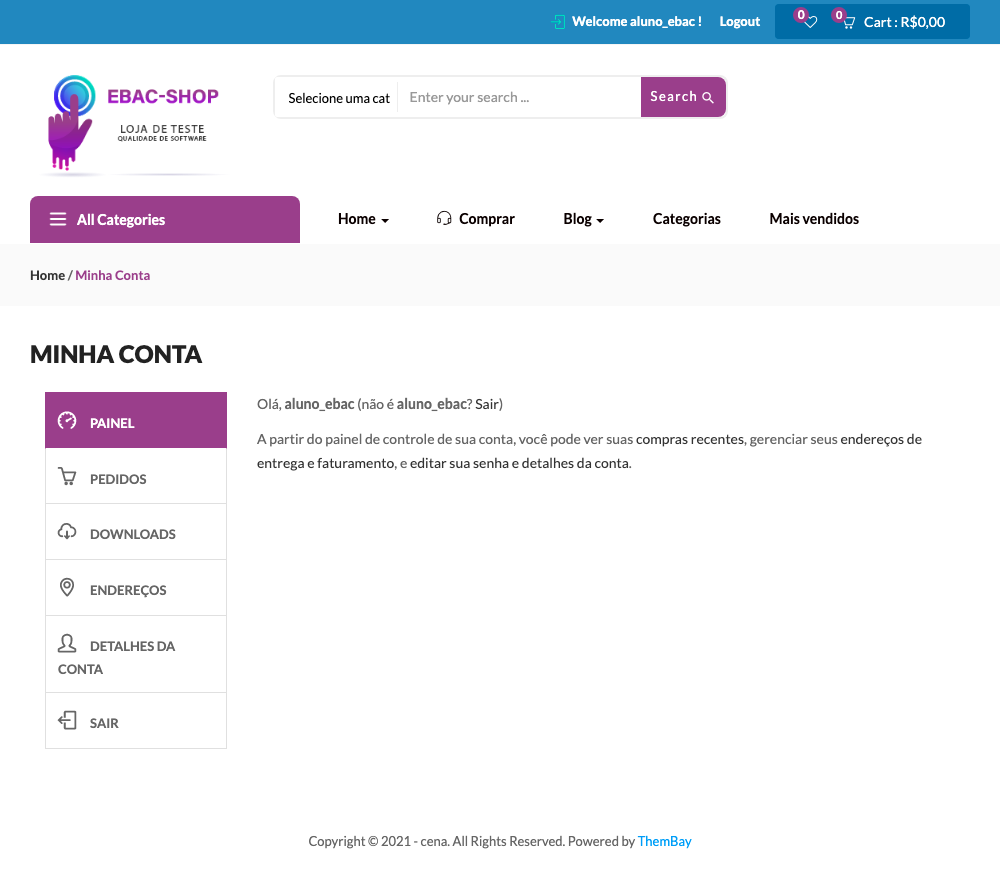 Welcome aluno_ebac ! Logout 0 0 Cart : R$0,00
EBAC-SHOP
LOJA DE TESTE
QUALIDADE DE SOFTWARE
Selecione uma cat Enter your search ... Search
All Categories Home Comprar Blog Categorias Mais vendidos
Home / Minha Conta
MINHA CONTA
PAINEL
PEDIDOS
DOWNLOADS
ENDEREÇOS
DETALHES DA
CONTA
SAIR
Olá, aluno_ebac (não é aluno_ebac? Sair)
A partir do painel de controle de sua conta, você pode ver suas compras recentes, gerenciar seus endereços de
entrega e faturamento, e editar sua senha e detalhes da conta.
Copyright © 2021 - cena. All Rights Reserved. Powered by ThemBay